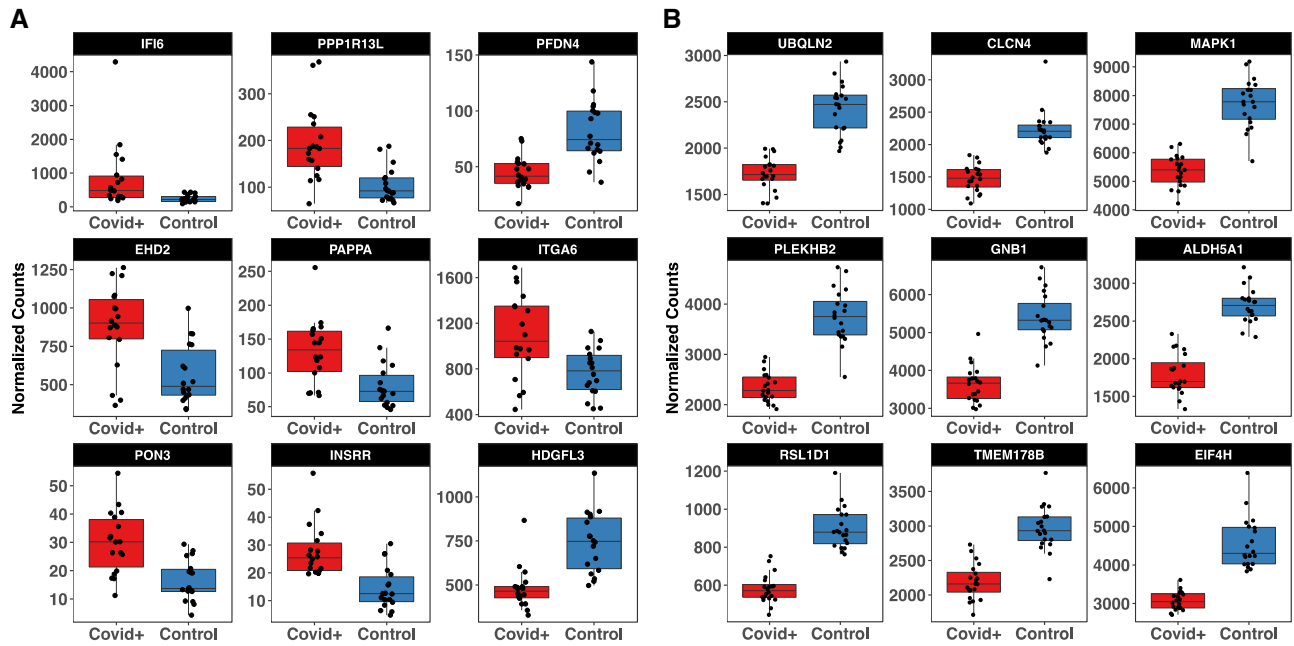 A
B
IFI6
PPP1R13L
PFDN4
UBQLN2
CLCN4
MAPK1
4000
3000
2000
1000
0
300
200
100
150
100
50
3000
2500
2000
1500
3000
2500
2000
1500
1000
9000
8000
7000
6000
5000
4000
Covid+ Control
Covid+ Control
Covid+ Control
Covid+ Control
Covid+ Control
Covid+ Control
Normalized Counts
Normalized Counts
EHD2
PAPPA
ITGA6
PLEKHB2
GNB1
ALDH5A1
1250
1000
750
500
250
200
150
100
50
1600
1200
800
400
4000
3000
2000
6000
5000
4000
3000
3000
2500
2000
1500
Covid+ Control
Covid+ Control
Covid+ Control
Covid+ Control
Covid+ Control
Covid+ Control
PON3
INSRR
HDGFL3
RSL1D1
TMEM178B
EIF4H
50
40
30
20
10
50
40
30
20
10
1000
750
500
1200
1000
800
600
3500
3000
2500
2000
6000
5000
4000
3000
Covid+ Control
Covid+ Control
Covid+ Control
Covid+ Control
Covid+ Control
Covid+ Control